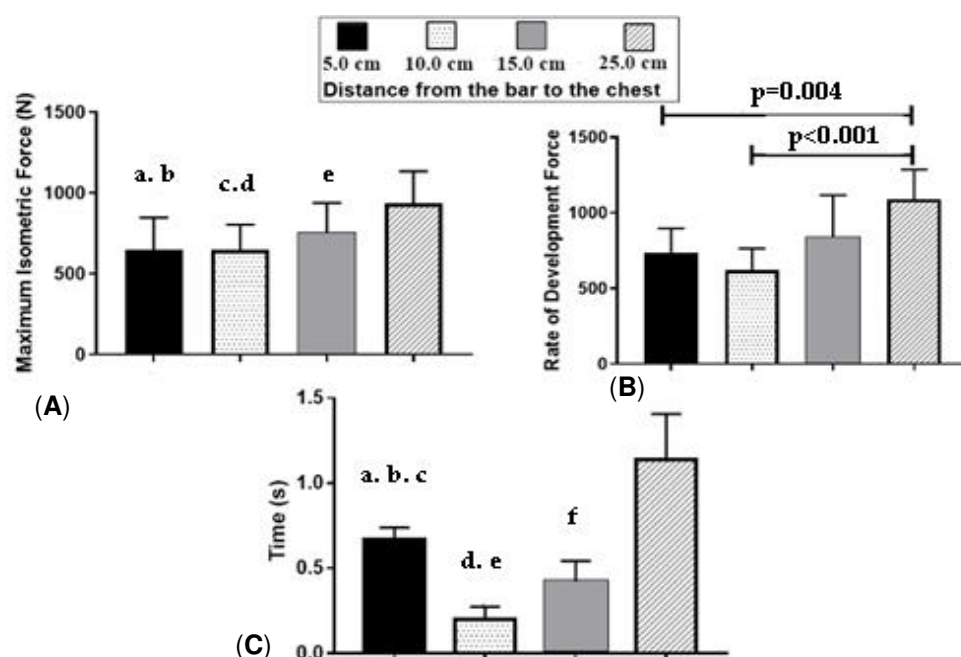 5.0 cm 10.0 cm 15.0 cm 25.0 cm
Distance from the bar to the chest
Maximum Isometric Force (N)
1500
1000
500
0
a. b
c.d
e
(A)
p=0.004
p<0.001
Rate of Development Force
1500
1000
500
0
(B)
Time (s)
1.5
1.0
0.5
0.0
a. b. c
d. e
f
(C)